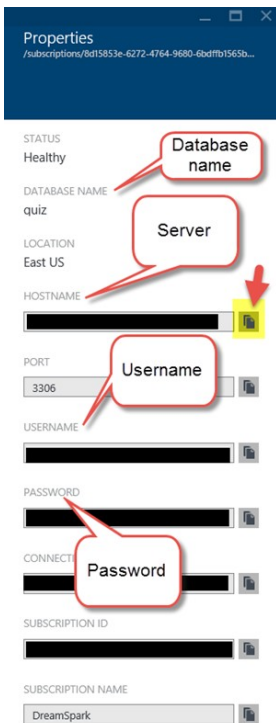 Properties
/subscriptions/8d15853e-6272-4764-9680-6bdffb1565b...
STATUS
Healthy
Database
name
DATABASE NAME
quiz
Server
LOCATION
East US
HOSTNAME
PORT
3306
Username
USERNAME
PASSWORD
CONNECTI
Password
SUBSCRIPTION ID
SUBSCRIPTION NAME
DreamSpark